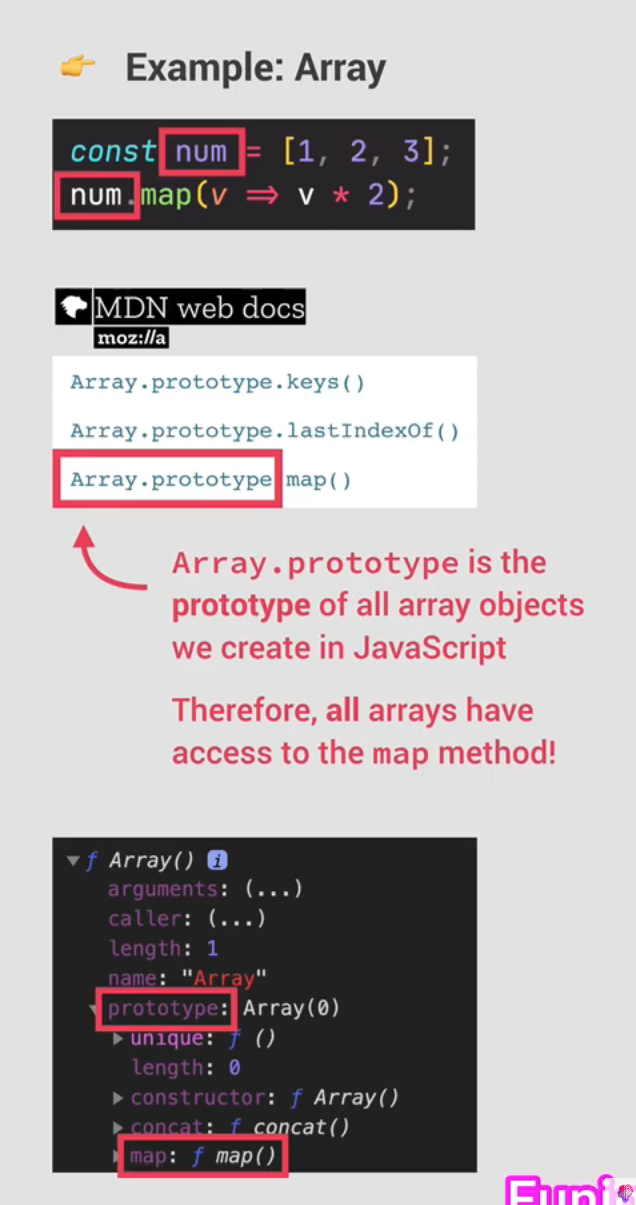 Example: Array
const num = [1, 2, 3];
num.map(v => v * 2);
MDN web docs
moz://a
Array.prototype.keys()
Array.prototype.lastIndexOf()
Array.prototype map()
Array.prototype is the
prototype of all array objects
we create in JavaScript
Therefore, all arrays have
access to the map method!
▼ƒ Array() i
arguments: (...)
caller: (...)
length: 1
name: "Array"
prototype: Array(0)
▶unique: ƒ ()
length: 0
▶constructor: ƒ Array()
▶concat: ƒ concat()
map: ƒ map()